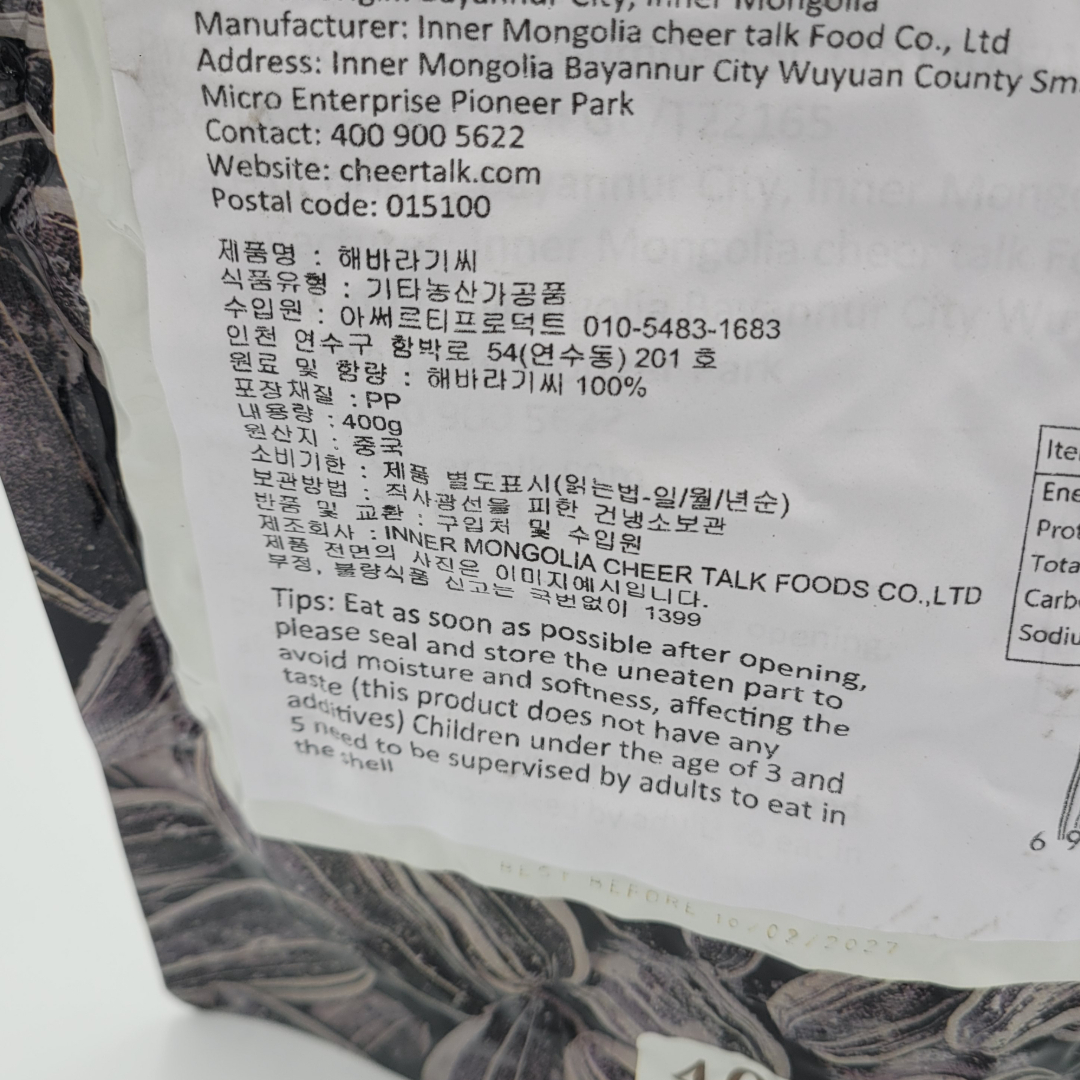 Manufacturer: Inner Mongolia cheer talk Food Co., Ltd
Address: Inner Mongolia Bayannur City Wuyuan County Sm
Micro Enterprise Pioneer Park
Contact: 400 900 5622
Website: cheertalk.com
Postal code: 015100
제품명 : 해바라기씨
식품유형 : 기타농산가공품
수입원 : 아써르티프로덕트 010-5483-1683
인천 연수구 함박로 54(연수동) 201 호
원료 및 함량 : 해바라기씨 100%
포장재질 : PP
내용량 : 400g
원산지 : 중국
소비기한 : 제품 별도표시(읽는법-일/월/년순)
보관방법 : 직사광선을 피한 건냉소보관
반품 및 교환 : 구입처 및 수입원
제조회사 : INNER MONGOLIA CHEER TALK FOODS CO.,LTD
제품 전면의 사진은 이미지예시입니다.
부정, 불량식품 신고는 국번없이 1399
Tips: Eat as soon as possible after opening,
please seal and store the uneaten part to
avoid moisture and softness, affecting the
taste (this product does not have any
additives) Children under the age of 3 and
5 need to be supervised by adults to eat in
the shell
Ite
Ene
Prot
Tota
Carb
Sodiu
6 9
BEST BEFORE 10/02/2027